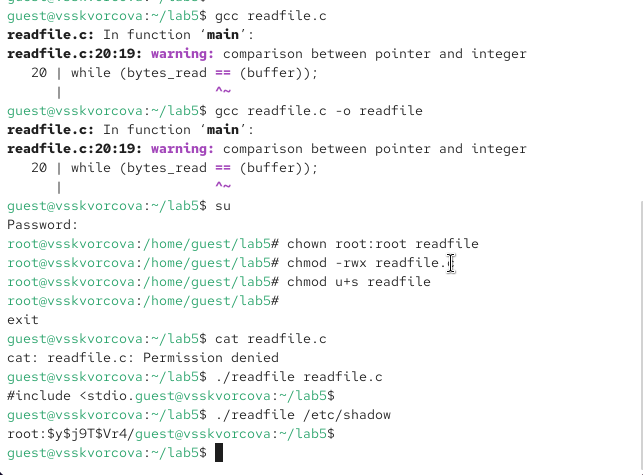 guest@vsskvorcova:~/lab5$ gcc readfile.c
readfile.c: In function ‘main’:
readfile.c:20:19: warning: comparison between pointer and integer
20 | while (bytes_read == (buffer));
| ^~
guest@vsskvorcova:~/lab5$ gcc readfile.c -o readfile
readfile.c: In function ‘main’:
readfile.c:20:19: warning: comparison between pointer and integer
20 | while (bytes_read == (buffer));
| ^~
guest@vsskvorcova:~/lab5$ su
Password:
root@vsskvorcova:/home/guest/lab5# chown root:root readfile
root@vsskvorcova:/home/guest/lab5# chmod -rwx readfile.c
root@vsskvorcova:/home/guest/lab5# chmod u+s readfile
root@vsskvorcova:/home/guest/lab5#
exit
guest@vsskvorcova:~/lab5$ cat readfile.c
cat: readfile.c: Permission denied
guest@vsskvorcova:~/lab5$ ./readfile readfile.c
#include <stdio.guest@vsskvorcova:~/lab5$
guest@vsskvorcova:~/lab5$ ./readfile /etc/shadow
root:$y$j9T$Vr4/guest@vsskvorcova:~/lab5$
guest@vsskvorcova:~/lab5$